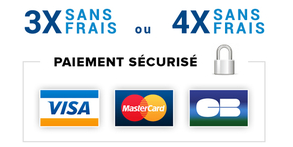 3X SANS FRAIS ou 4X SANS FRAIS
PAIEMENT SÉCURISÉ
VISA MasterCard CB